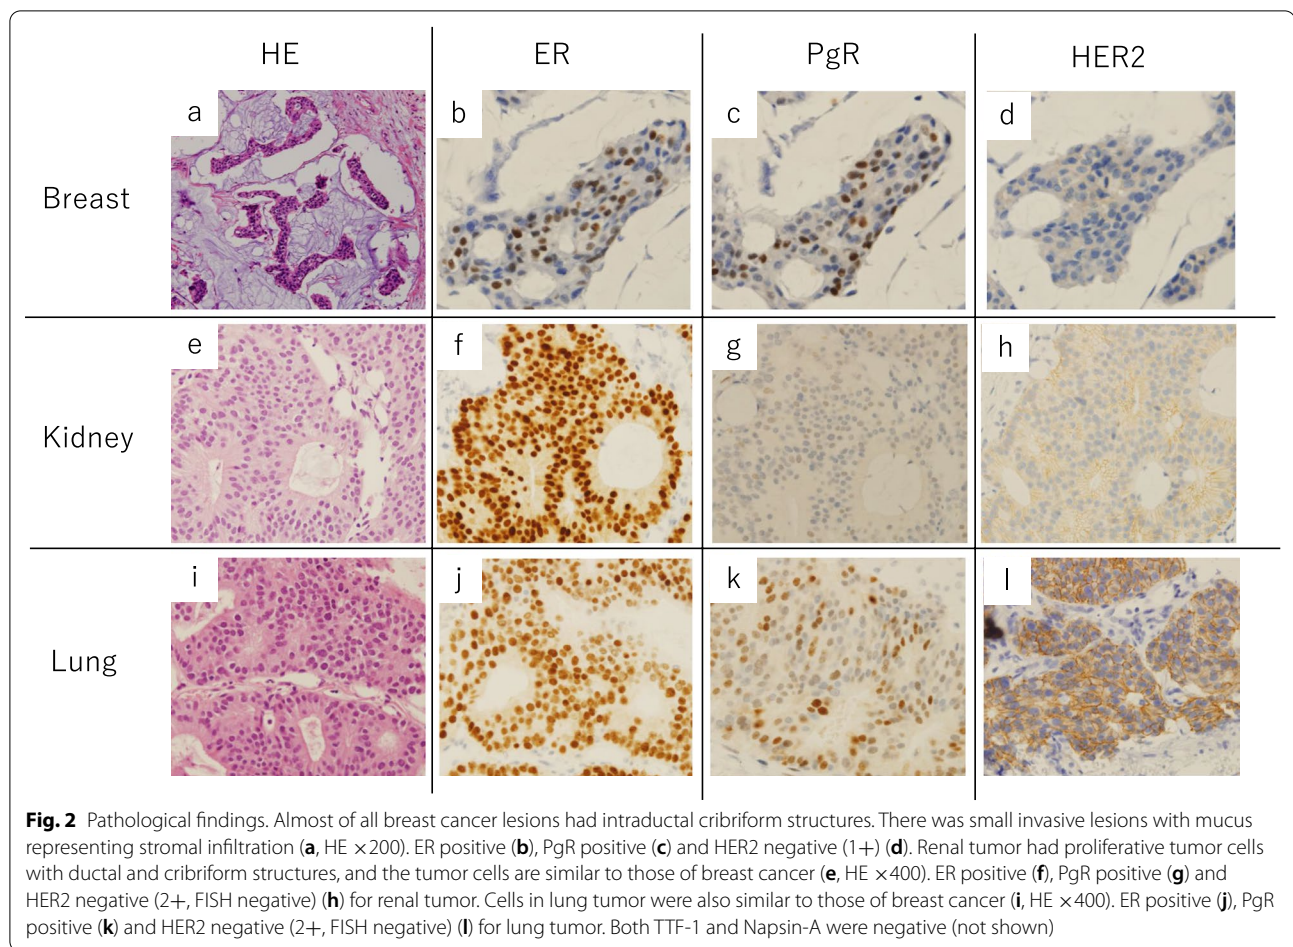 HE ER PgR HER2
a b c d
Breast
e f g h
Kidney
i j k l
Lung
Fig. 2 Pathological findings. Almost of all breast cancer lesions had intraductal cribriform structures. There was small invasive lesions with mucus
representing stromal infiltration (a, HE ×200). ER positive (b), PgR positive (c) and HER2 negative (1+) (d). Renal tumor had proliferative tumor cells
with ductal and cribriform structures, and the tumor cells are similar to those of breast cancer (e, HE ×400). ER positive (f), PgR positive (g) and
HER2 negative (2+, FISH negative) (h) for renal tumor. Cells in lung tumor were also similar to those of breast cancer (i, HE ×400). ER positive (j), PgR
positive (k) and HER2 negative (2+, FISH negative) (l) for lung tumor. Both TTF-1 and Napsin-A were negative (not shown)